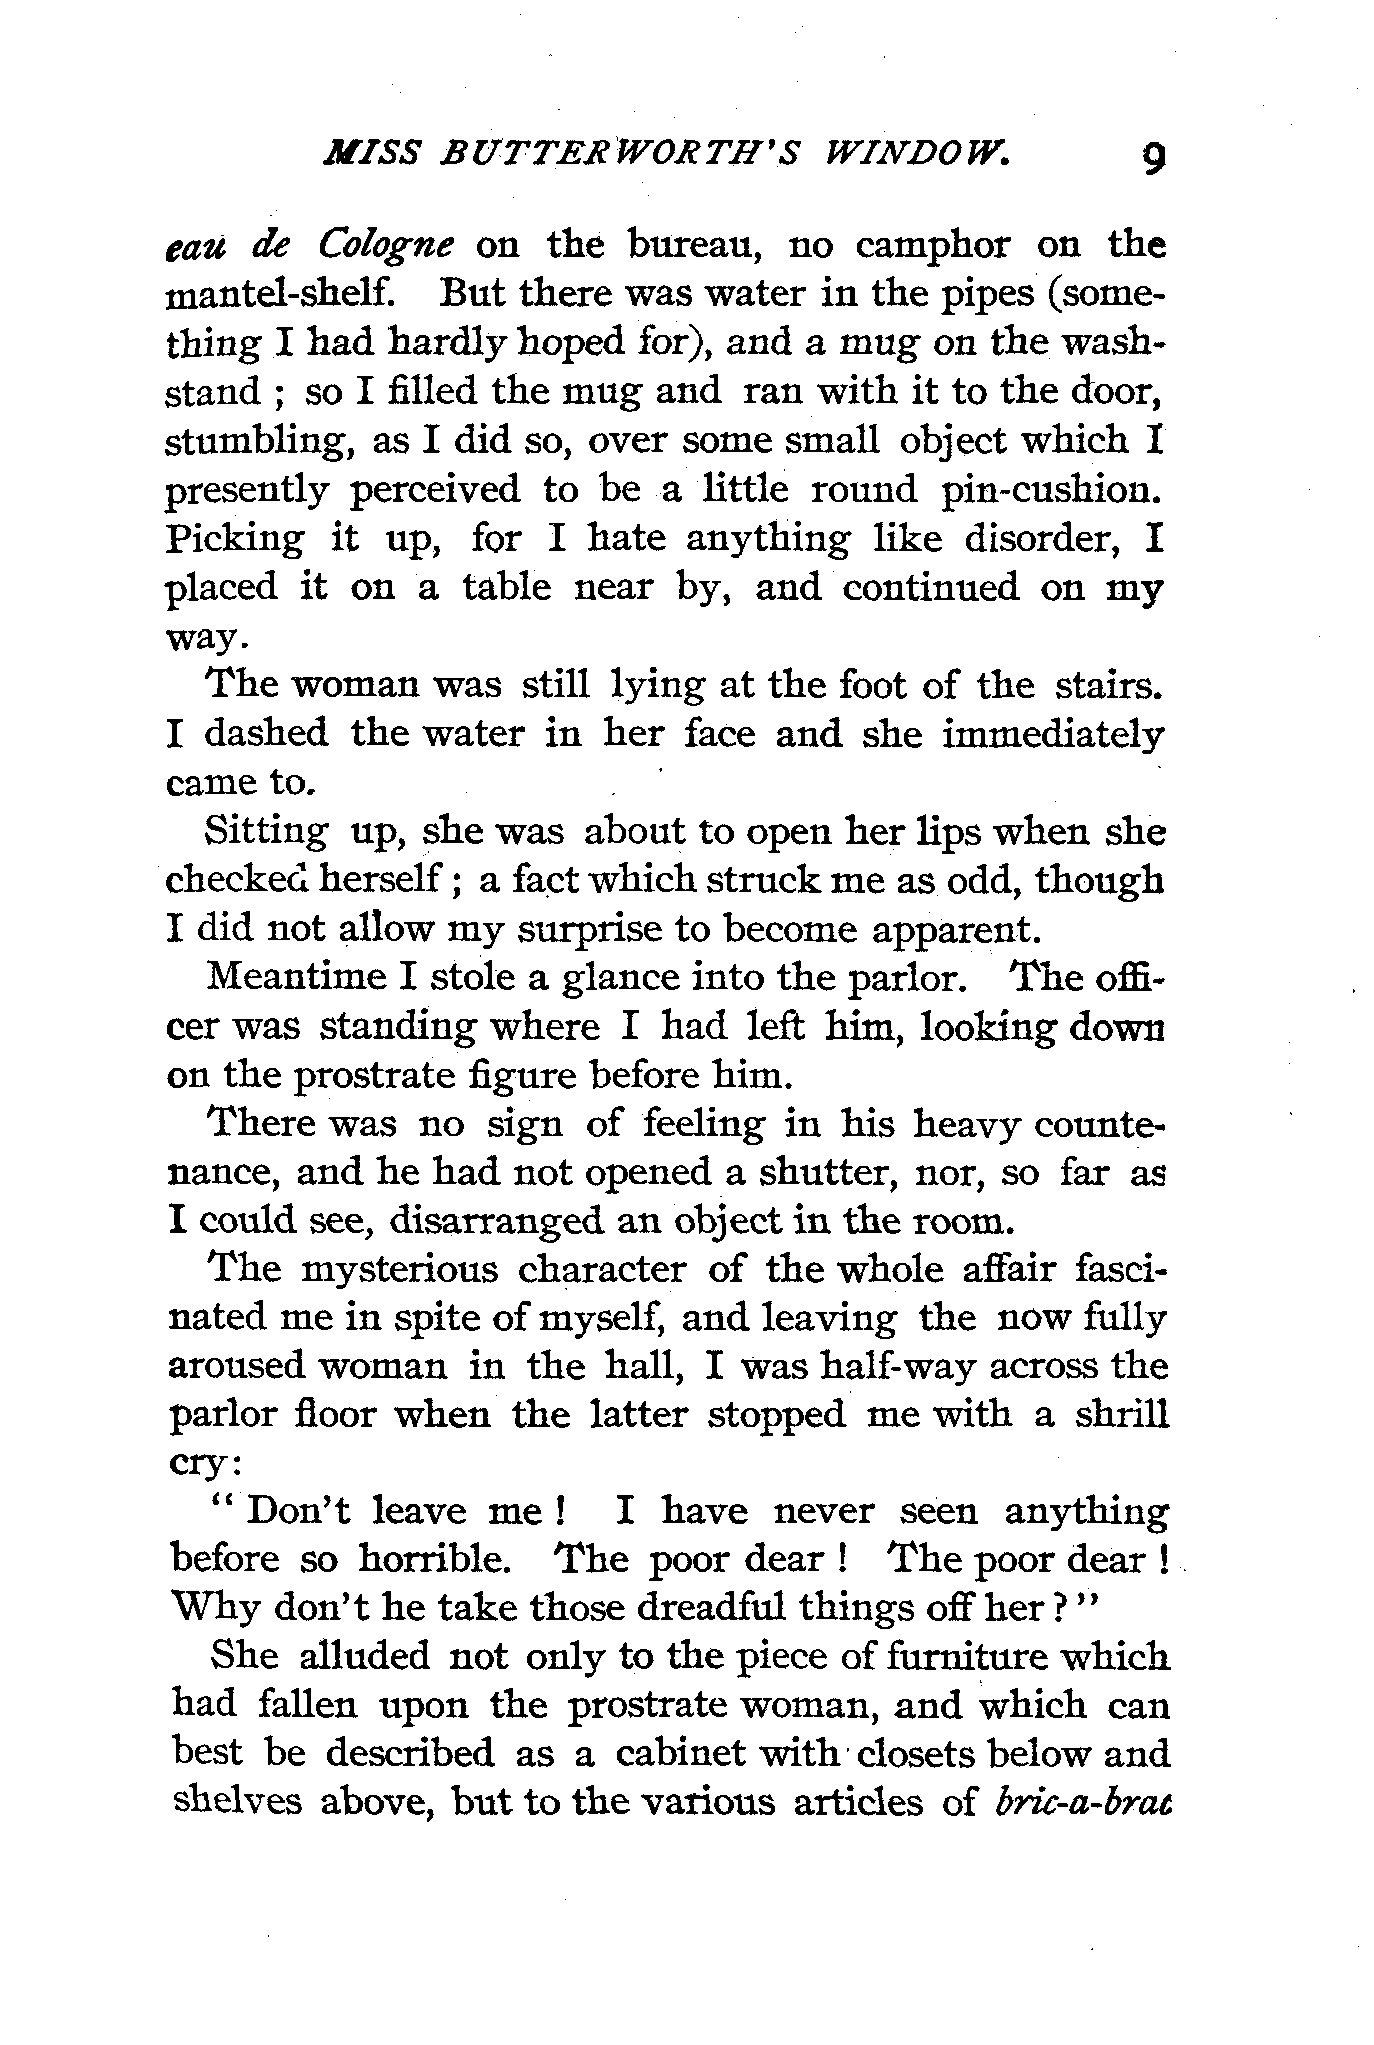 MISS BUTTERWORTH'S WINDOW. 9
eau de Cologne on the bureau, no camphor on the
mantel-shelf. But there was water in the pipes (some-
thing I had hardly hoped for), and a mug on the wash-
stand ; so I filled the mug and ran with it to the door,
stumbling, as I did so, over some small object which I
presently perceived to be a little round pin-cushion.
Picking it up, for I hate anything like disorder, I
placed it on a table near by, and continued on my
way.
The woman was still lying at the foot of the stairs.
I dashed the water in her face and she immediately
came to.
Sitting up, she was about to open her lips when she
checked herself ; a fact which struck me as odd, though
I did not allow my surprise to become apparent.
Meantime I stole a glance into the parlor. The offi-
cer was standing where I had left him, looking down
on the prostrate figure before him.
There was no sign of feeling in his heavy counte-
nance, and he had not opened a shutter, nor, so far as
I could see, disarranged an object in the room.
The mysterious character of the whole affair fasci-
nated me in spite of myself, and leaving the now fully
aroused woman in the hall, I was half-way across the
parlor floor when the latter stopped me with a shrill
cry:
“ Don't leave me ! I have never seen anything
before so horrible. The poor dear ! The poor dear !
Why don't he take those dreadful things off her ? ”
She alluded not only to the piece of furniture which
had fallen upon the prostrate woman, and which can
best be described as a cabinet with closets below and
shelves above, but to the various articles of bric-a-brac